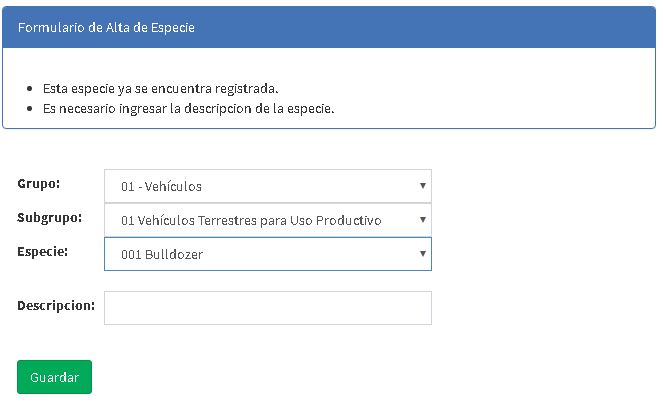 Formulario de Alta de Especie
Esta especie ya se encuentra registrada.
Es necesario ingresar la descripcion de la especie.
Grupo: 01 - Vehículos
Subgrupo: 01 Vehículos Terrestres para Uso Productivo
Especie: 001 Bulldozer
Descripcion:
Guardar